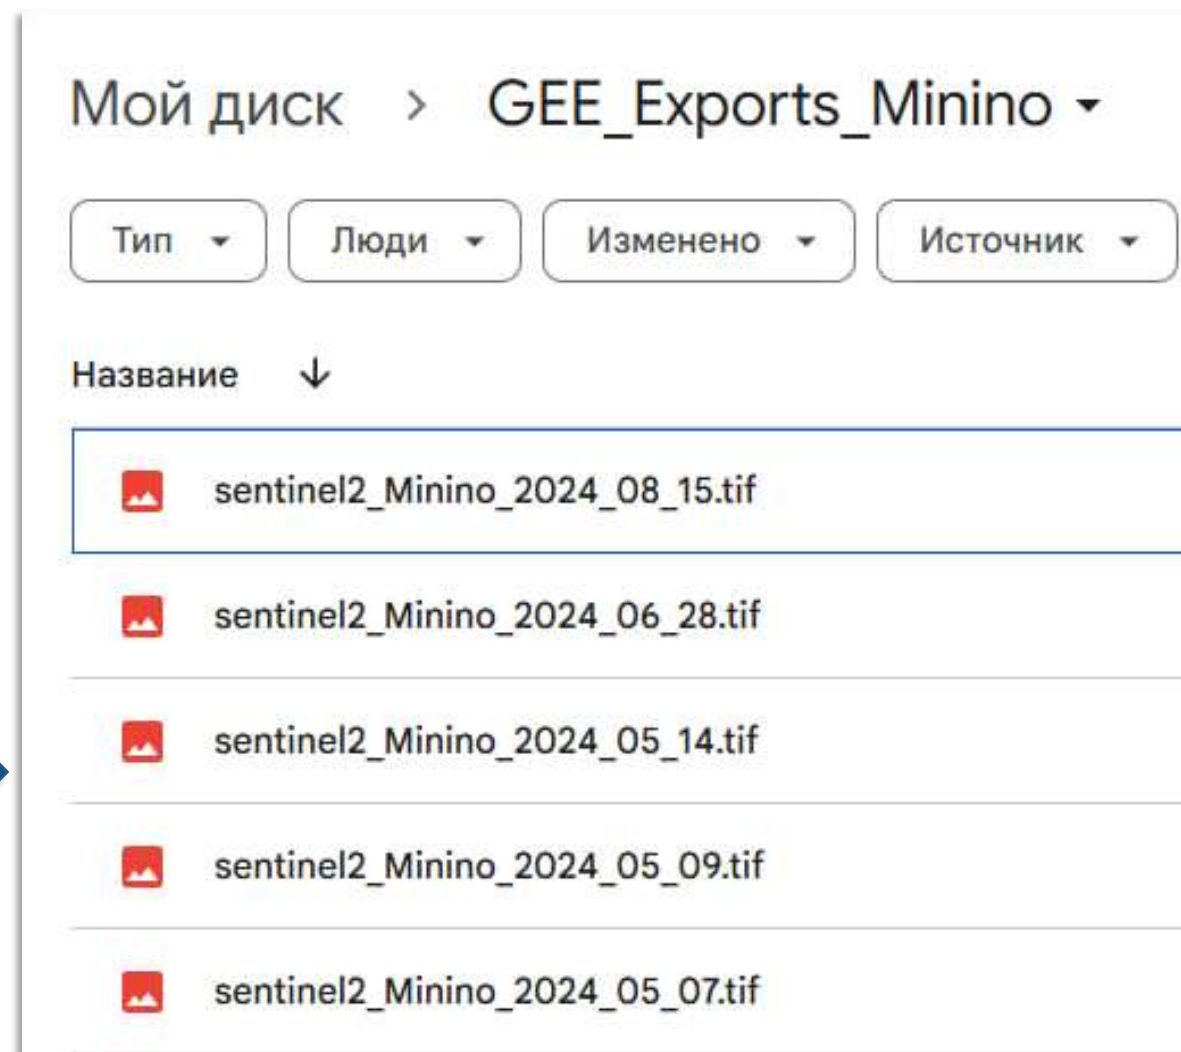 Мой диск > GEE_Exports_Minino
Тип Люди Изменено Источник
Название
sentinel2_Minino_2024_08_15.tif
sentinel2_Minino_2024_06_28.tif
sentinel2_Minino_2024_05_14.tif
sentinel2_Minino_2024_05_09.tif
sentinel2_Minino_2024_05_07.tif